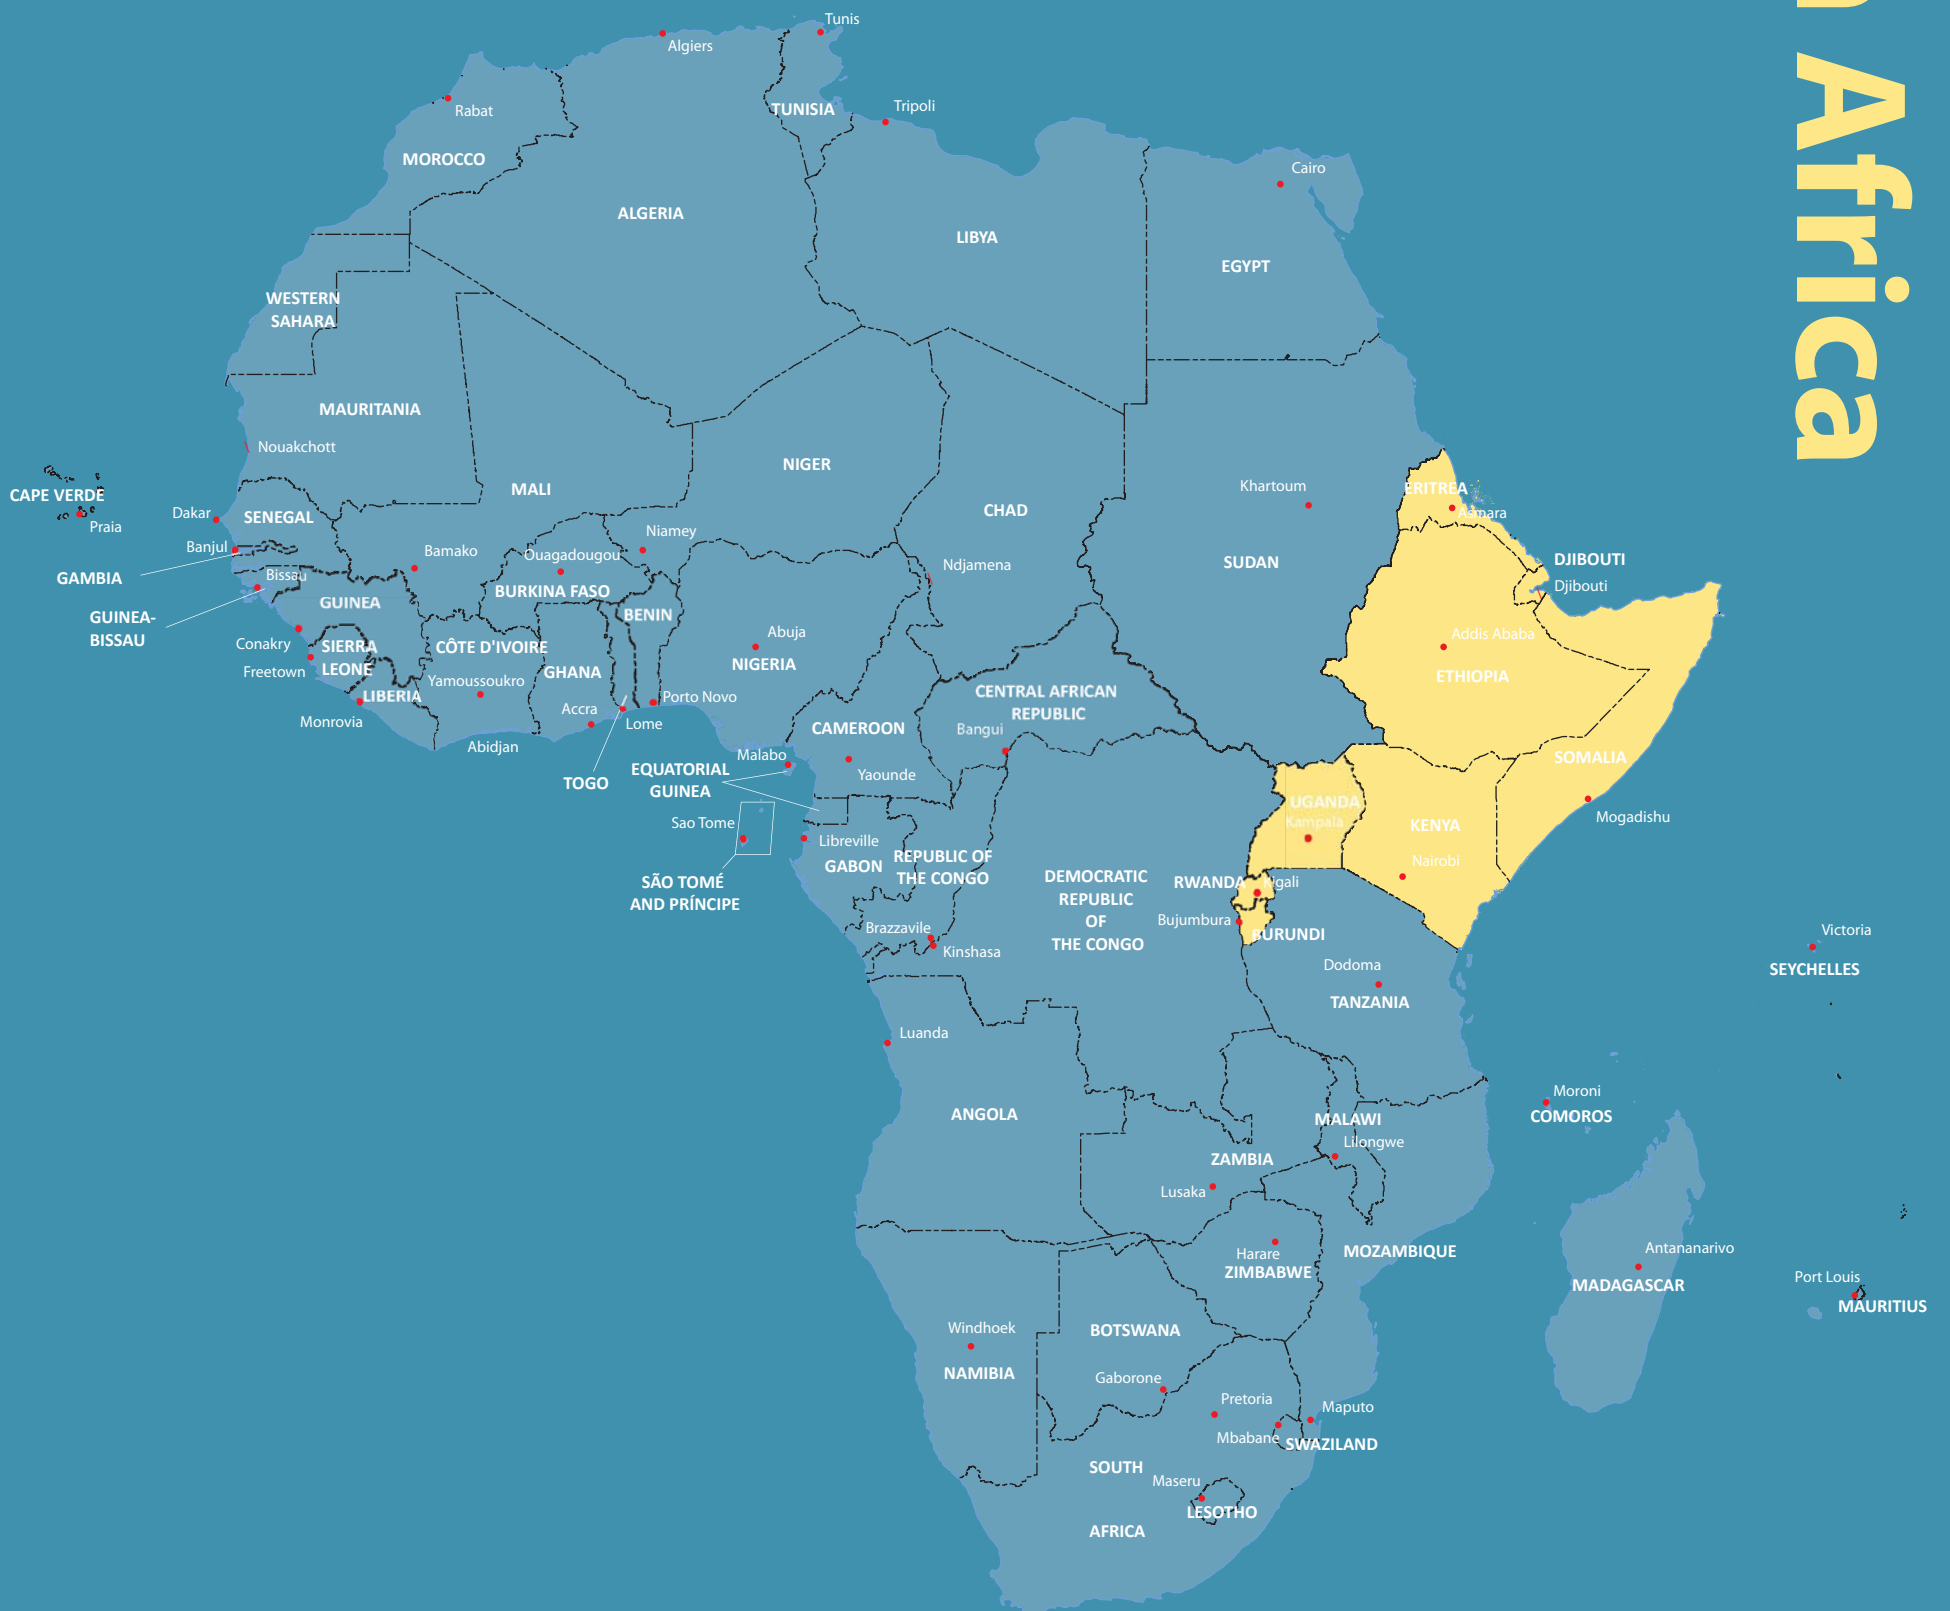 n Africa
Tunis
Algiers
Rabat
TUNISIA
Tripoli
MOROCCO
Cairo
ALGERIA
LIBYA
EGYPT
WESTERN
SAHARA
MAURITANIA
Nouakchott
NIGER
MALI
CHAD
Khartoum
SUDAN
ERITREA
Asmara
CAPE VERDE
Praia
Dakar
SENEGAL
Banjul
GAMBIA
Bissau
GUINEA-
BISSAU
GUINEA
Bamako
Ouagadougou
BURKINA FASO
Niamey
Ndjamena
BENIN
DJIBOUTI
Djibouti
Conakry
SIERRA
LEONE
Freetown
CÔTE D'IVOIRE
Yamoussoukro
GHANA
Abuja
NIGERIA
Addis Ababa
ETHIOPIA
LIBERIA
Monrovia
Abidjan
Accra
Lome
Porto Novo
TOGO
CENTRAL AFRICAN
REPUBLIC
Bangui
CAMEROON
Yaounde
Malabo
EQUATORIAL
GUINEA
SOMALIA
Mogadishu
UGANDA
Kampala
KENYA
Nairobi
Sao Tome
SÃO TOMÉ
AND PRÍNCIPE
Libreville
GABON
REPUBLIC OF
THE CONGO
DEMOCRATIC
REPUBLIC
OF
THE CONGO
RWANDA
Kigali
Bujumbura
BURUNDI
Brazzavile
Kinshasa
Dodoma
TANZANIA
Victoria
SEYCHELLES
Luanda
ANGOLA
Moroni
COMOROS
MALAWI
Lilongwe
ZAMBIA
Lusaka
Harare
ZIMBABWE
MOZAMBIQUE
Antananarivo
MADAGASCAR
Port Louis
MAURITIUS
Windhoek
NAMIBIA
BOTSWANA
Gaborone
Pretoria
Maputo
Mbabane
SWAZILAND
SOUTH
AFRICA
Maseru
LESOTHO